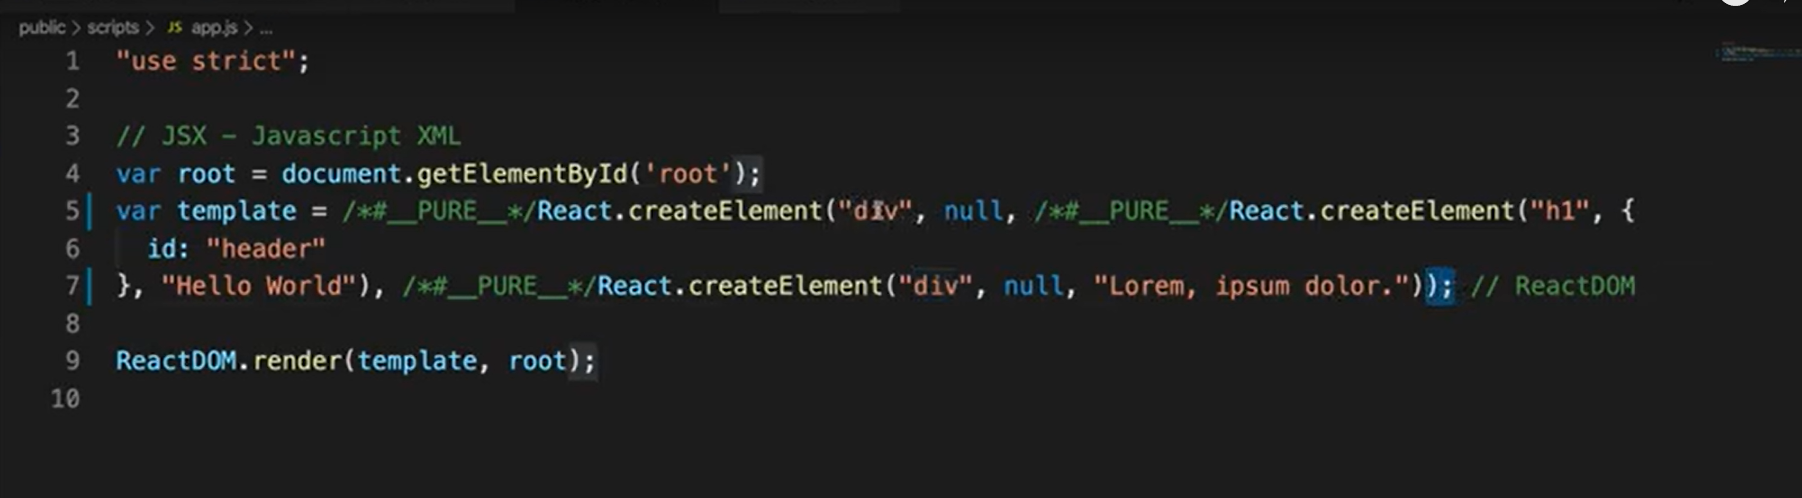 public > scripts > JS app.js > ...
1 "use strict";
2
3 // JSX - Javascript XML
4 var root = document.getElementById('root');
5 var template = /*#__PURE__*/React.createElement("div", null, /*#__PURE__*/React.createElement("h1", {
6 id: "header"
7 }, "Hello World"), /*#__PURE__*/React.createElement("div", null, "Lorem, ipsum dolor.")); // ReactDOM
8
9 ReactDOM.render(template, root);
10